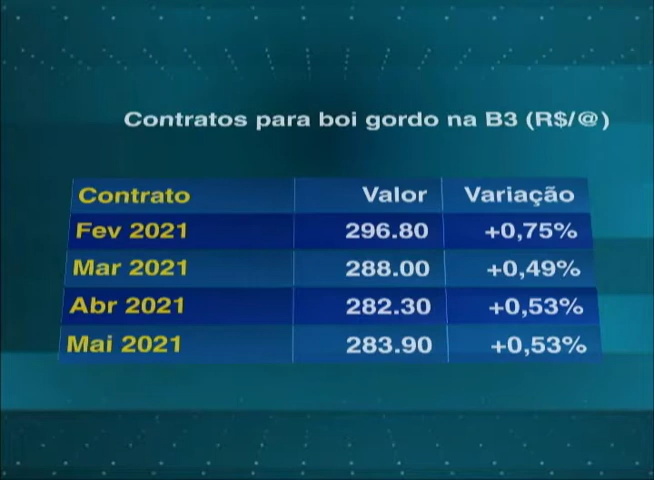 Contratos para boi gordo na B3 (R$/@)
Contrato Valor Variação
Fev 2021 296.80 +0,75%
Mar 2021 288.00 +0,49%
Abr 2021 282.30 +0,53%
Mai 2021 283.90 +0,53%